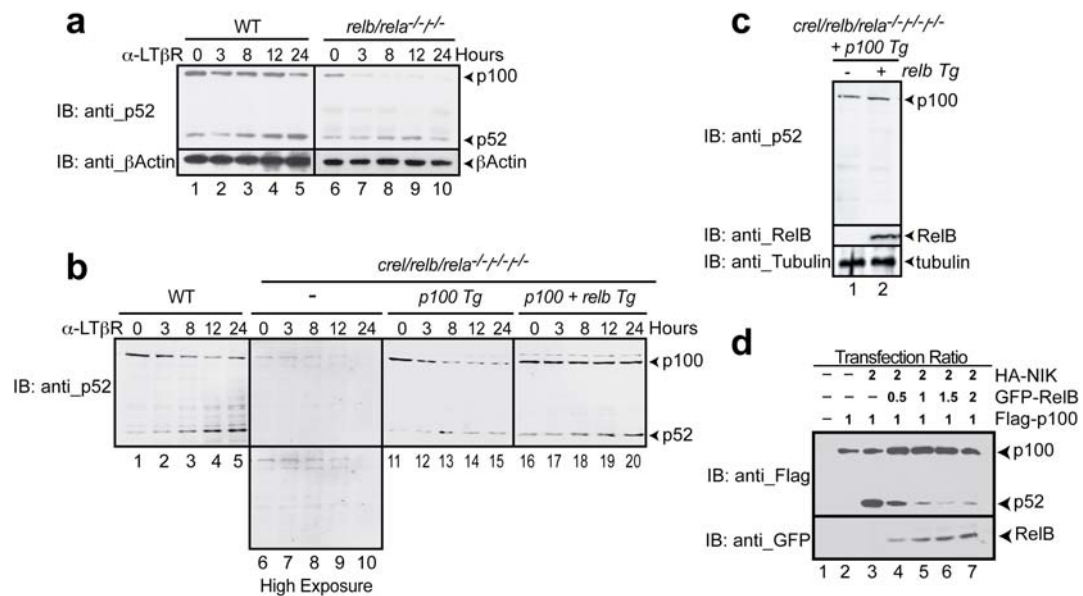 a
WT
relb/rela-/-/-
α-LTβR 0 3 8 12 24 0 3 8 12 24 Hours
IB: anti_p52
p100
p52
IB: anti_βActin
βActin
1 2 3 4 5 6 7 8 9 10
b
crel/relb/rela-/-/-/-/-
WT - p100 Tg p100 + relb Tg
α-LTβR 0 3 8 12 24 0 3 8 12 24 0 3 8 12 24 0 3 8 12 24 Hours
IB: anti_p52
p100
p52
1 2 3 4 5 11 12 13 14 15 16 17 18 19 20
6 7 8 9 10
High Exposure
c
crel/relb/rela-/-/-/-/-
+ p100 Tg
- + relb Tg
p100
IB: anti_p52
IB: anti_RelB RelB
IB: anti_Tubulin tubulin
1 2
d
Transfection Ratio
– – 2 2 2 2 2 HA-NIK
– – – 0.5 1 1.5 2 GFP-RelB
– 1 1 1 1 1 1 Flag-p100
p100
IB: anti_Flag
p52
IB: anti_GFP RelB
1 2 3 4 5 6 7